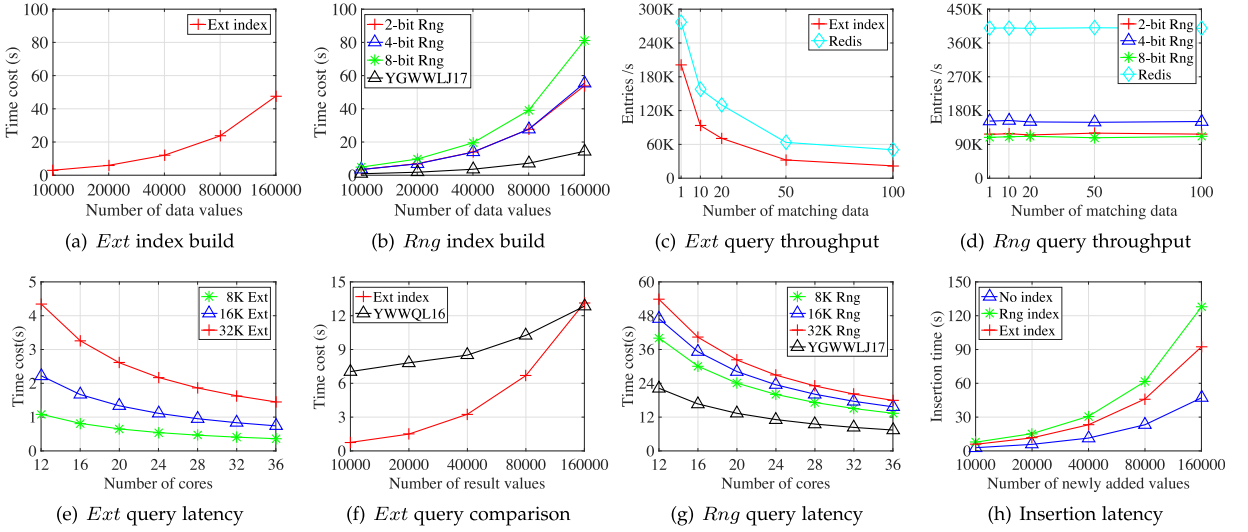 100
80
60
40
20
0
Time cost (s)
Ext index
10000 20000 40000 80000 160000
Number of data values
(a) Ext index build
100
80
60
40
20
0
Time cost (s)
2-bit Rng
4-bit Rng
8-bit Rng
YGWWLJ17
10000 20000 40000 80000 160000
Number of data values
(b) Rng index build
300K
240K
180K
120K
60K
0
Entries /s
Ext index
Redis
1 10 20 50 100
Number of matching data
(c) Ext query throughput
450K
360K
270K
180K
90K
0
Entries /s
2-bit Rng
4-bit Rng
8-bit Rng
Redis
1 10 20 50 100
Number of matching data
(d) Rng query throughput
5
4
3
2
1
0
Time cost(s)
8K Ext
16K Ext
32K Ext
12 16 20 24 28 32 36
Number of cores
(e) Ext query latency
15
12
9
6
3
0
Time cost(s)
Ext index
YWWQL16
10000 20000 40000 80000 160000
Number of result values
(f) Ext query comparison
60
48
36
24
12
0
Time cost(s)
8K Rng
16K Rng
32K Rng
YGWWLJ17
12 16 20 24 28 32 36
Number of cores
(g) Rng query latency
150
120
90
60
30
0
Insertion time (s)
No index
Rng index
Ext index
10000 20000 40000 80000 160000
Number of newly added values
(h) Insertion latency